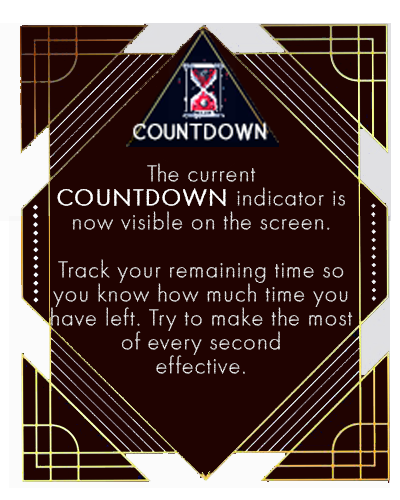 COUNTDOWN
The current
COUNTDOWN indicator is
now visible on the screen.
Track your remaining time so
you know how much time you
have left. Try to make the most
of every second
effective.